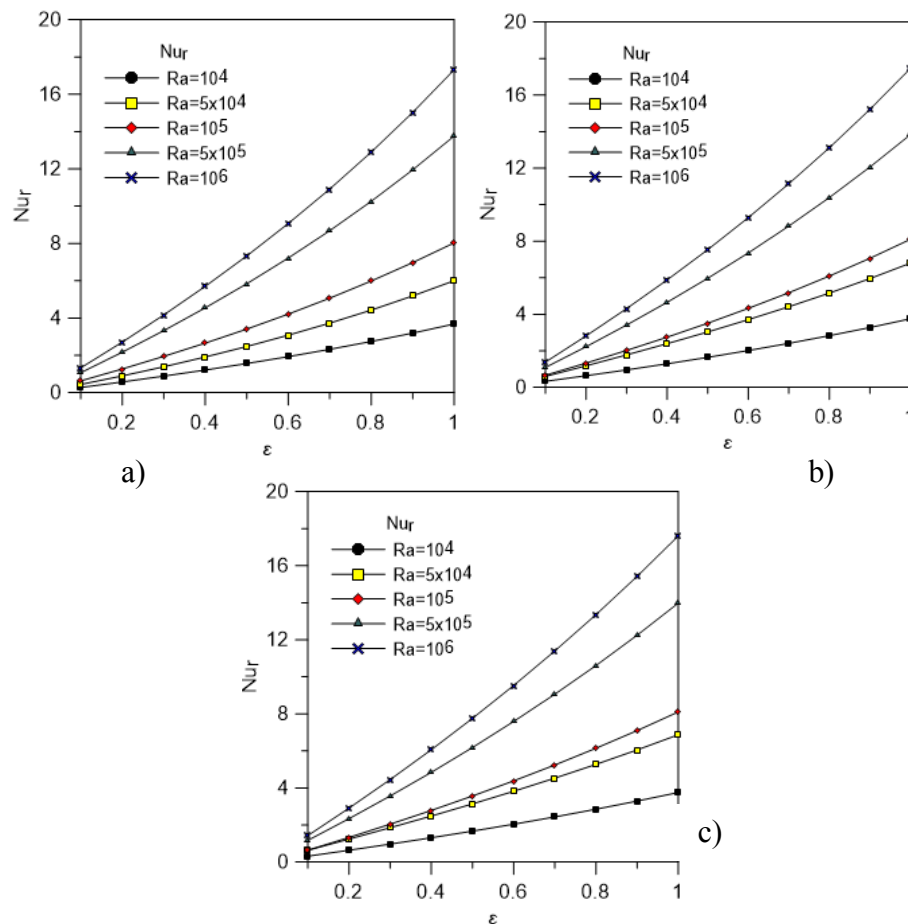 20
16
12
8
4
0
Nur
Nur
Ra=10⁴
Ra=5x10⁴
Ra=10⁵
Ra=5x10⁵
Ra=10⁶
0.2 0.4 0.6 0.8 1
ε
a)
20
16
12
8
4
0
Nur
Nur
Ra=10⁴
Ra=5x10⁴
Ra=10⁵
Ra=5x10⁵
Ra=10⁶
0.2 0.4 0.6 0.8 1
ε
b)
20
16
12
8
4
0
Nur
Nur
Ra=10⁴
Ra=5x10⁴
Ra=10⁵
Ra=5x10⁵
Ra=10⁶
0.2 0.4 0.6 0.8 1
ε
c)